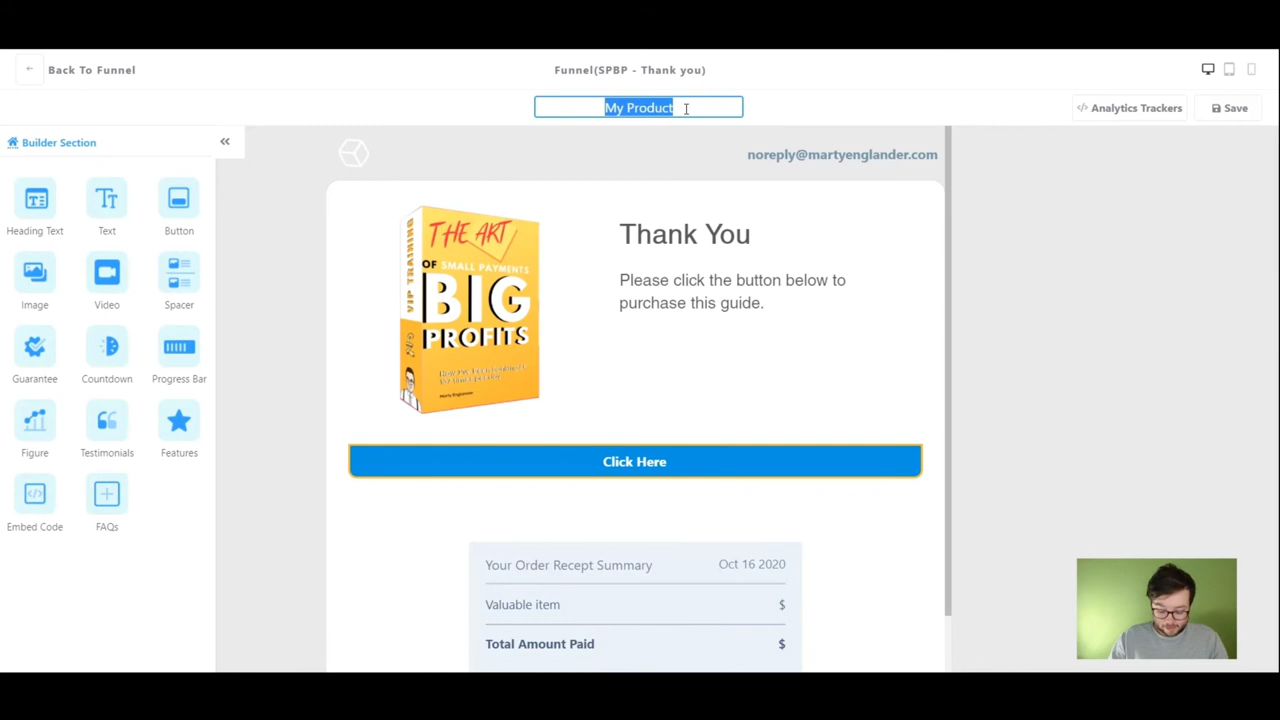 ← Back To Funnel
Funnel(SPBP - Thank you)
My Product
</> Analytics Trackers
Save
Builder Section
«
noreply@martyenglander.com
Heading Text
Text
Button
Image
Video
Spacer
Guarantee
Countdown
Progress Bar
Figure
Testimonials
Features
Embed Code
FAQs
VIP TRAINING
THE ART
OF SMALL PAYMENTS
BIG
PROFITS
Marty Englander
Thank You
Please click the button below to
purchase this guide.
Click Here
Your Order Recept Summary
Oct 16 2020
Valuable item
$
Total Amount Paid
$